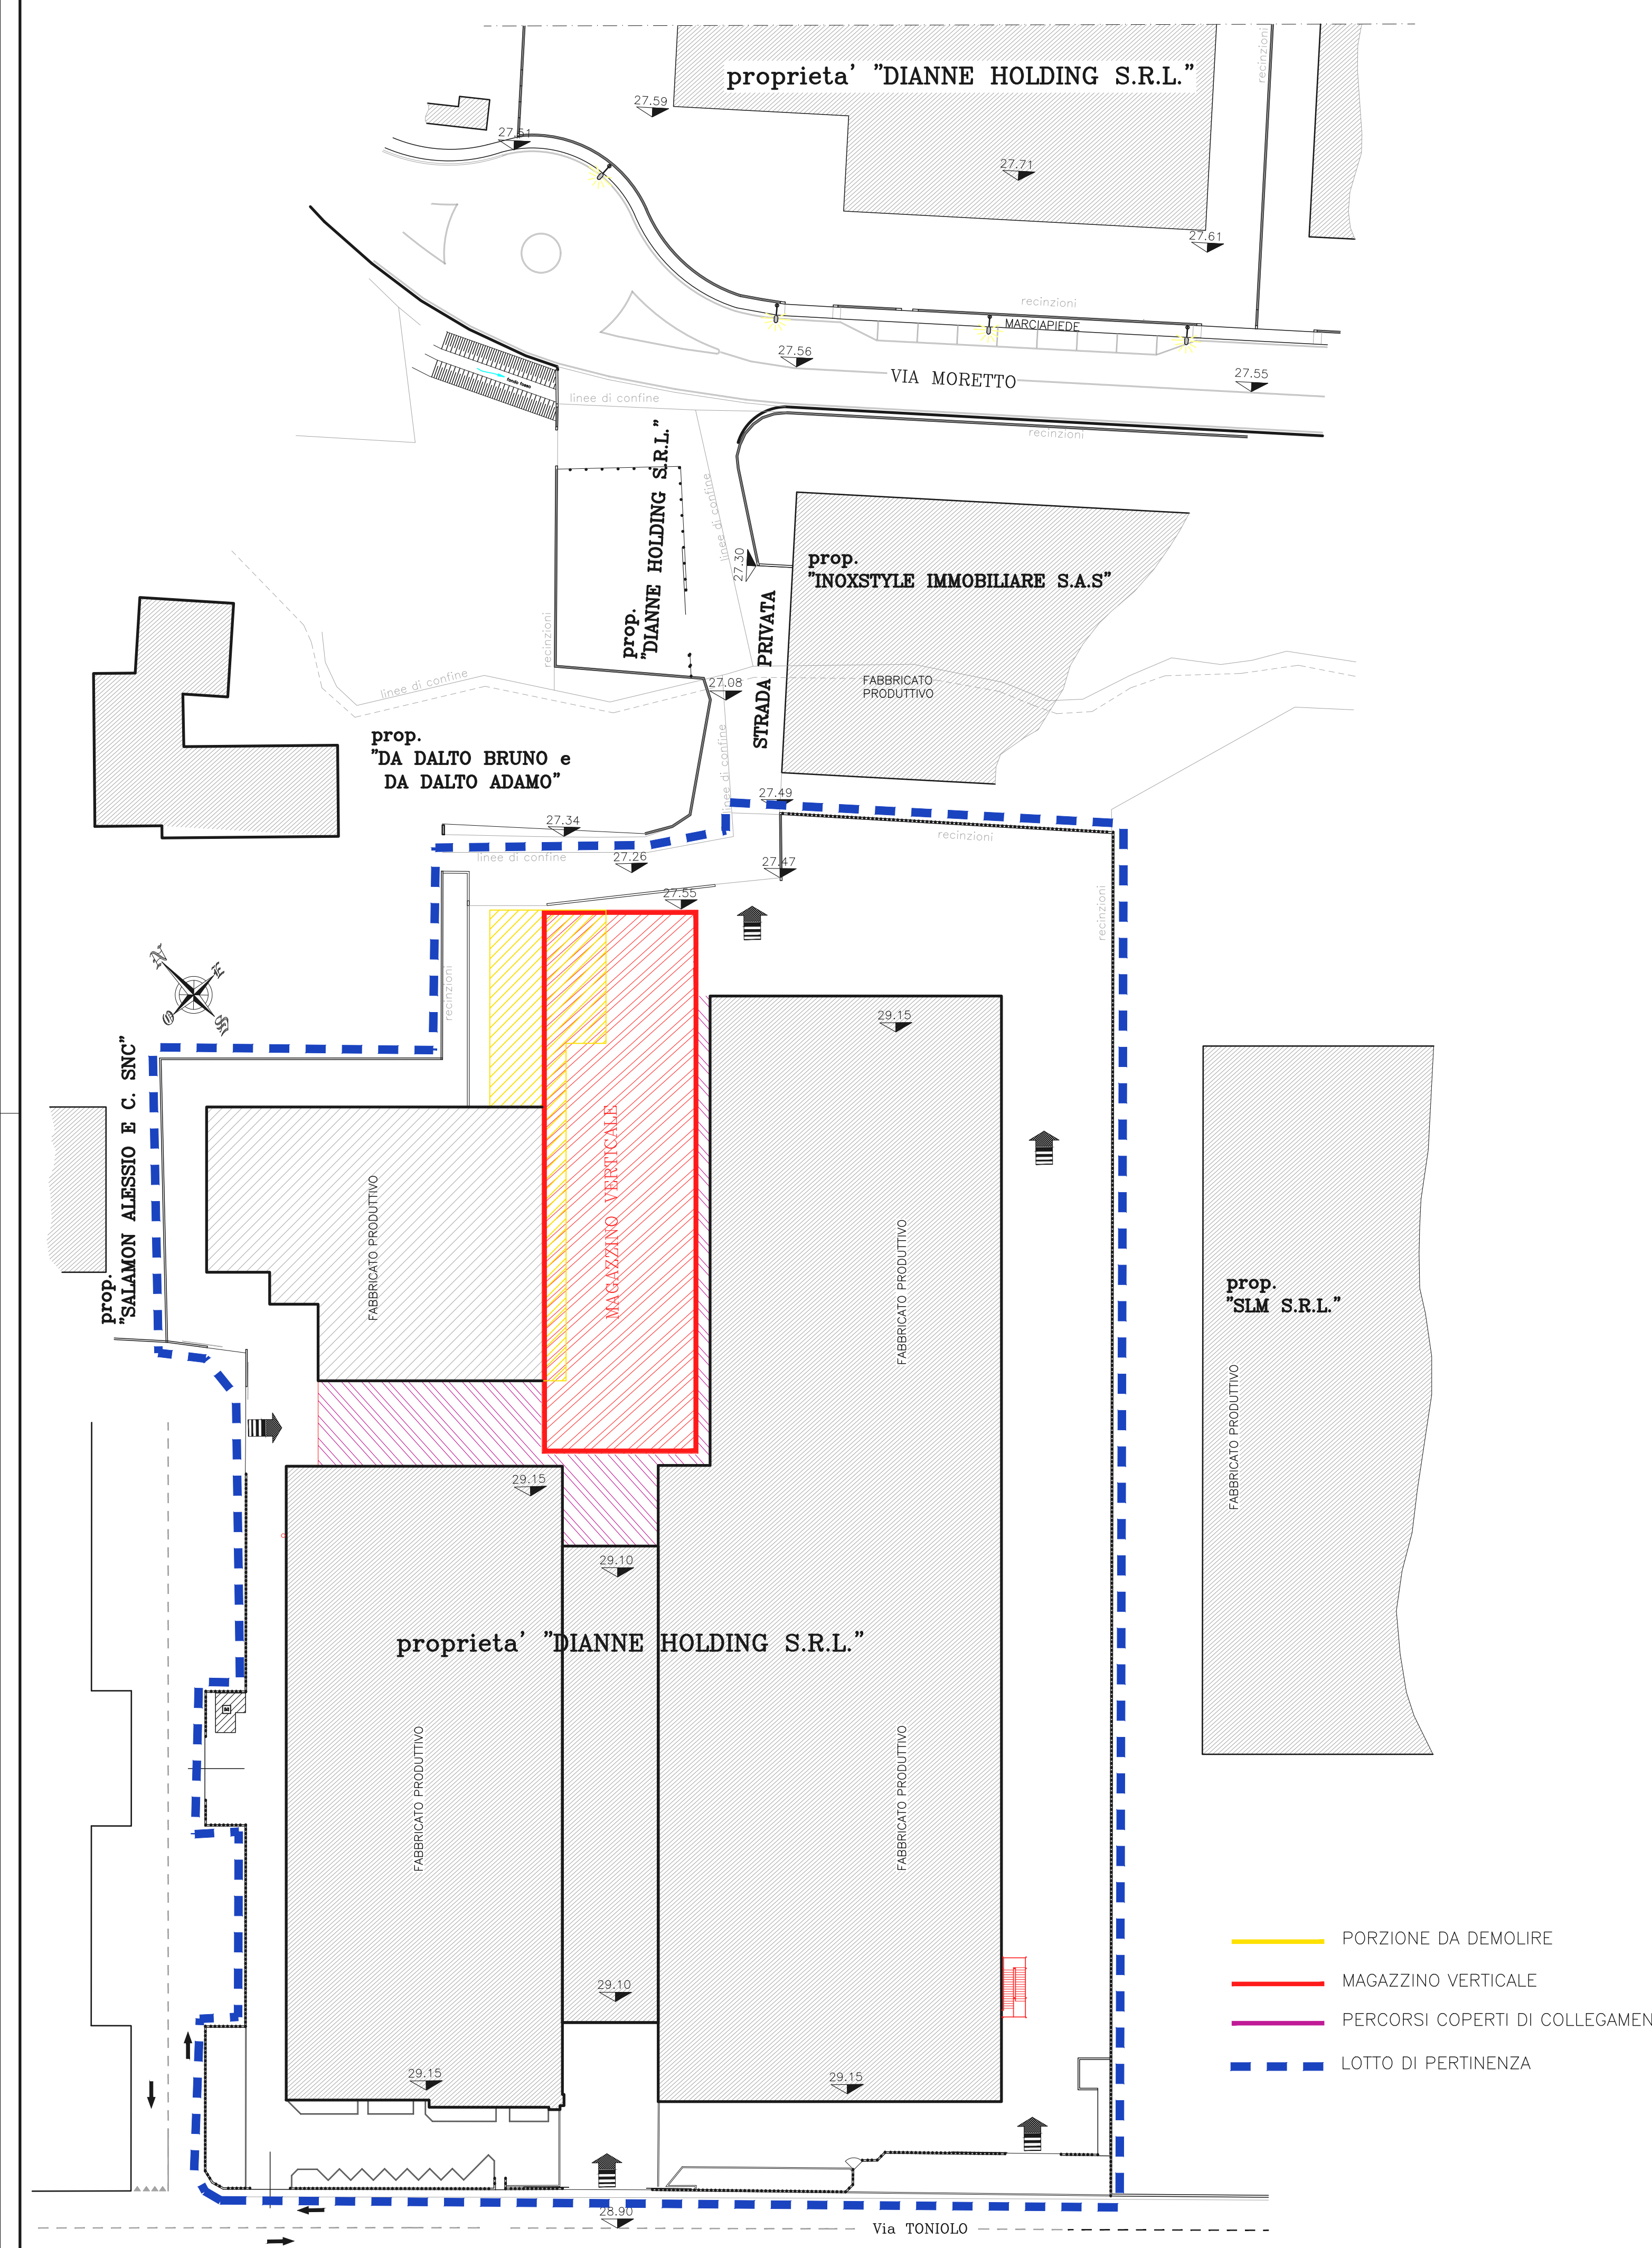 proprieta' "DIANNE HOLDING S.R.L."
recinzioni
27.59
27.51
27.71
27.61
recinzioni
MARCIAPIEDE
27.56
VIA MORETTO
27.55
linee di confine
recinzioni
prop.
"DIANNE HOLDING S.R.L."
linee di confine
27.30
prop.
"INOXSTYLE IMMOBILIARE S.A.S"
STRADA PRIVATA
recinzioni
linee di confine
27.08
FABBRICATO
PRODUTTIVO
prop.
"DA DALTO BRUNO e
DA DALTO ADAMO"
linee di confine
27.49
27.34
recinzioni
linee di confine
27.26
27.47
27.55
recinzioni
recinzioni
N
E
S
O
29.15
prop.
"SALAMON ALESSIO E C. SNC"
MAGAZZINO VERTICALE
FABBRICATO PRODUTTIVO
FABBRICATO PRODUTTIVO
prop.
"SLM S.R.L."
FABBRICATO PRODUTTIVO
29.15
29.10
proprieta' "DIANNE HOLDING S.R.L."
M
FABBRICATO PRODUTTIVO
FABBRICATO PRODUTTIVO
PORZIONE DA DEMOLIRE
MAGAZZINO VERTICALE
PERCORSI COPERTI DI COLLEGAMEN
LOTTO DI PERTINENZA
29.10
29.15
29.15
28.90
Via TONIOLO